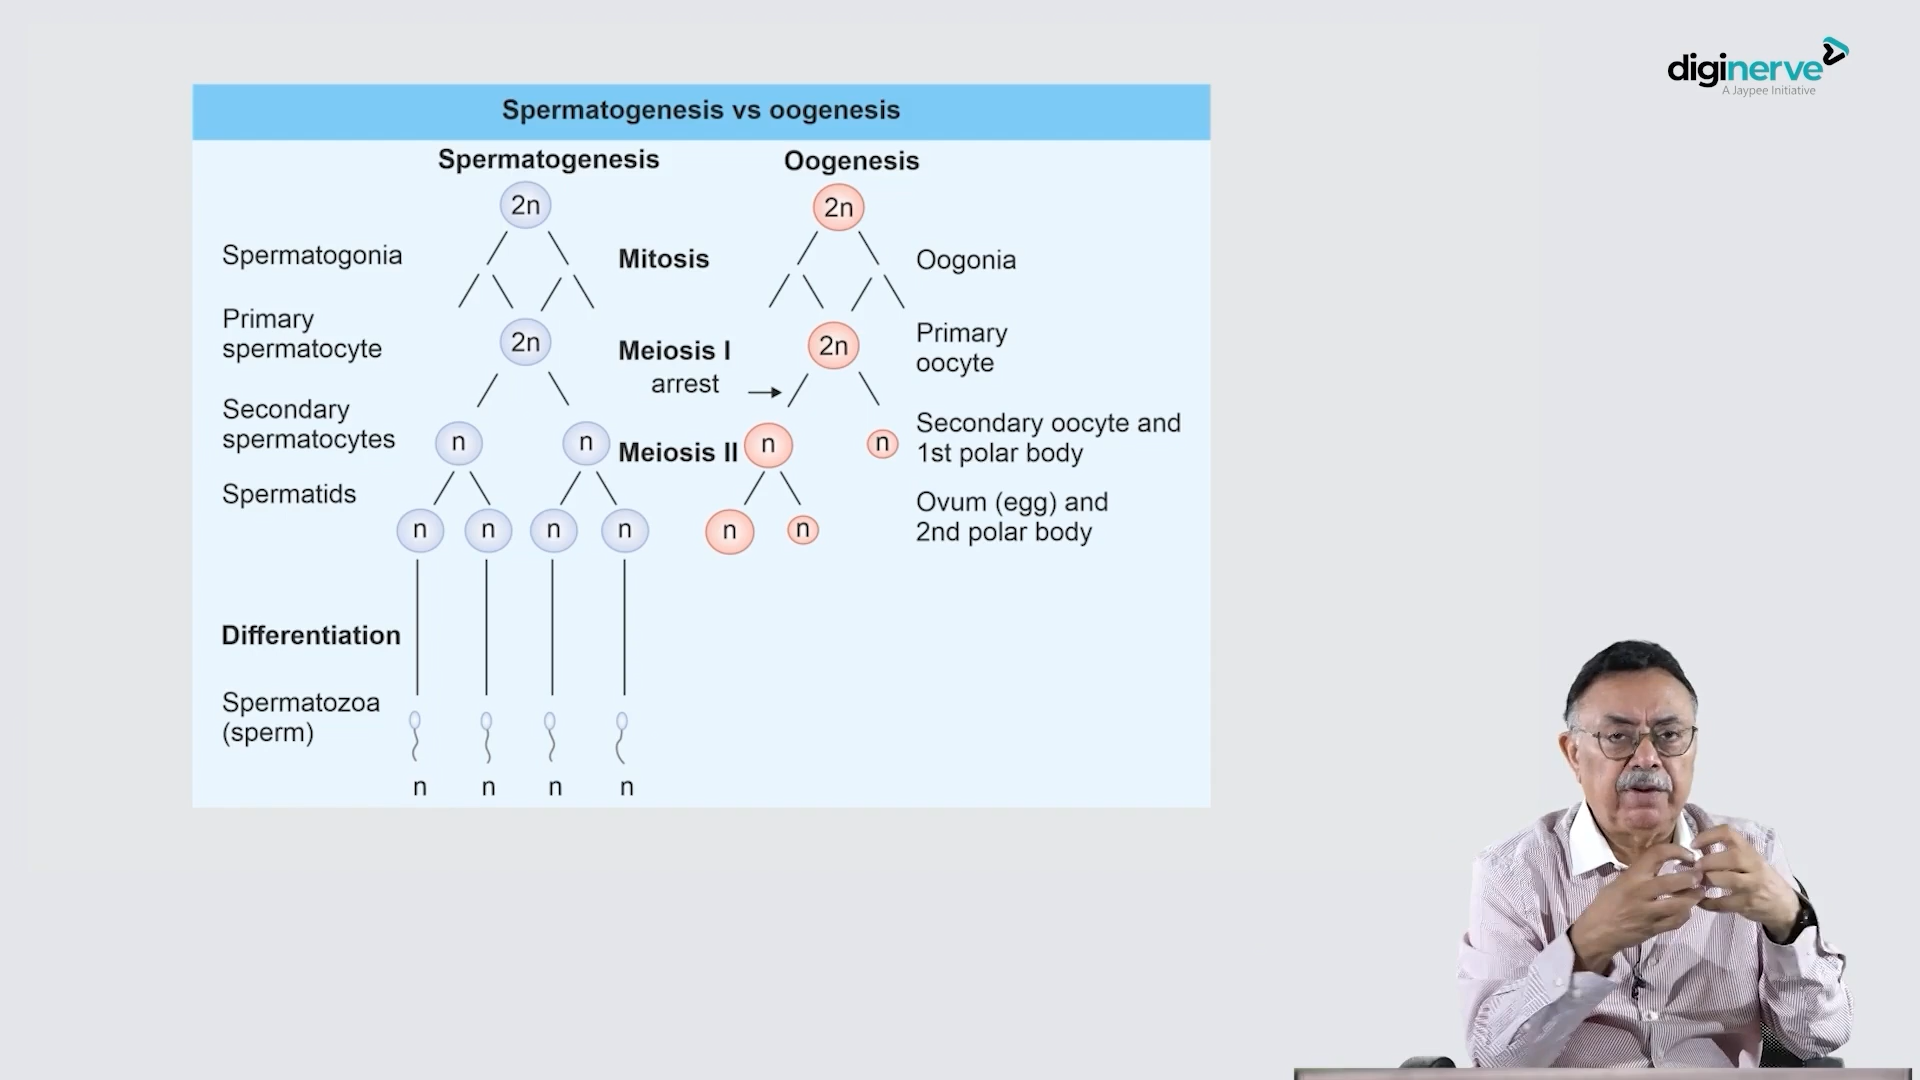 diginerve
A Jaypee Initiative
Spermatogenesis vs oogenesis
Spermatogenesis
Oogenesis
2n
2n
Spermatogonia
Mitosis
Oogonia
Primary
spermatocyte
2n
Meiosis I
arrest
2n
Primary
oocyte
Secondary
spermatocytes
n
n
Meiosis II
n
n
Secondary oocyte and
1st polar body
Spermatids
n
n
n
n
n
n
Ovum (egg) and
2nd polar body
Differentiation
Spermatozoa
(sperm)
n
n
n
n